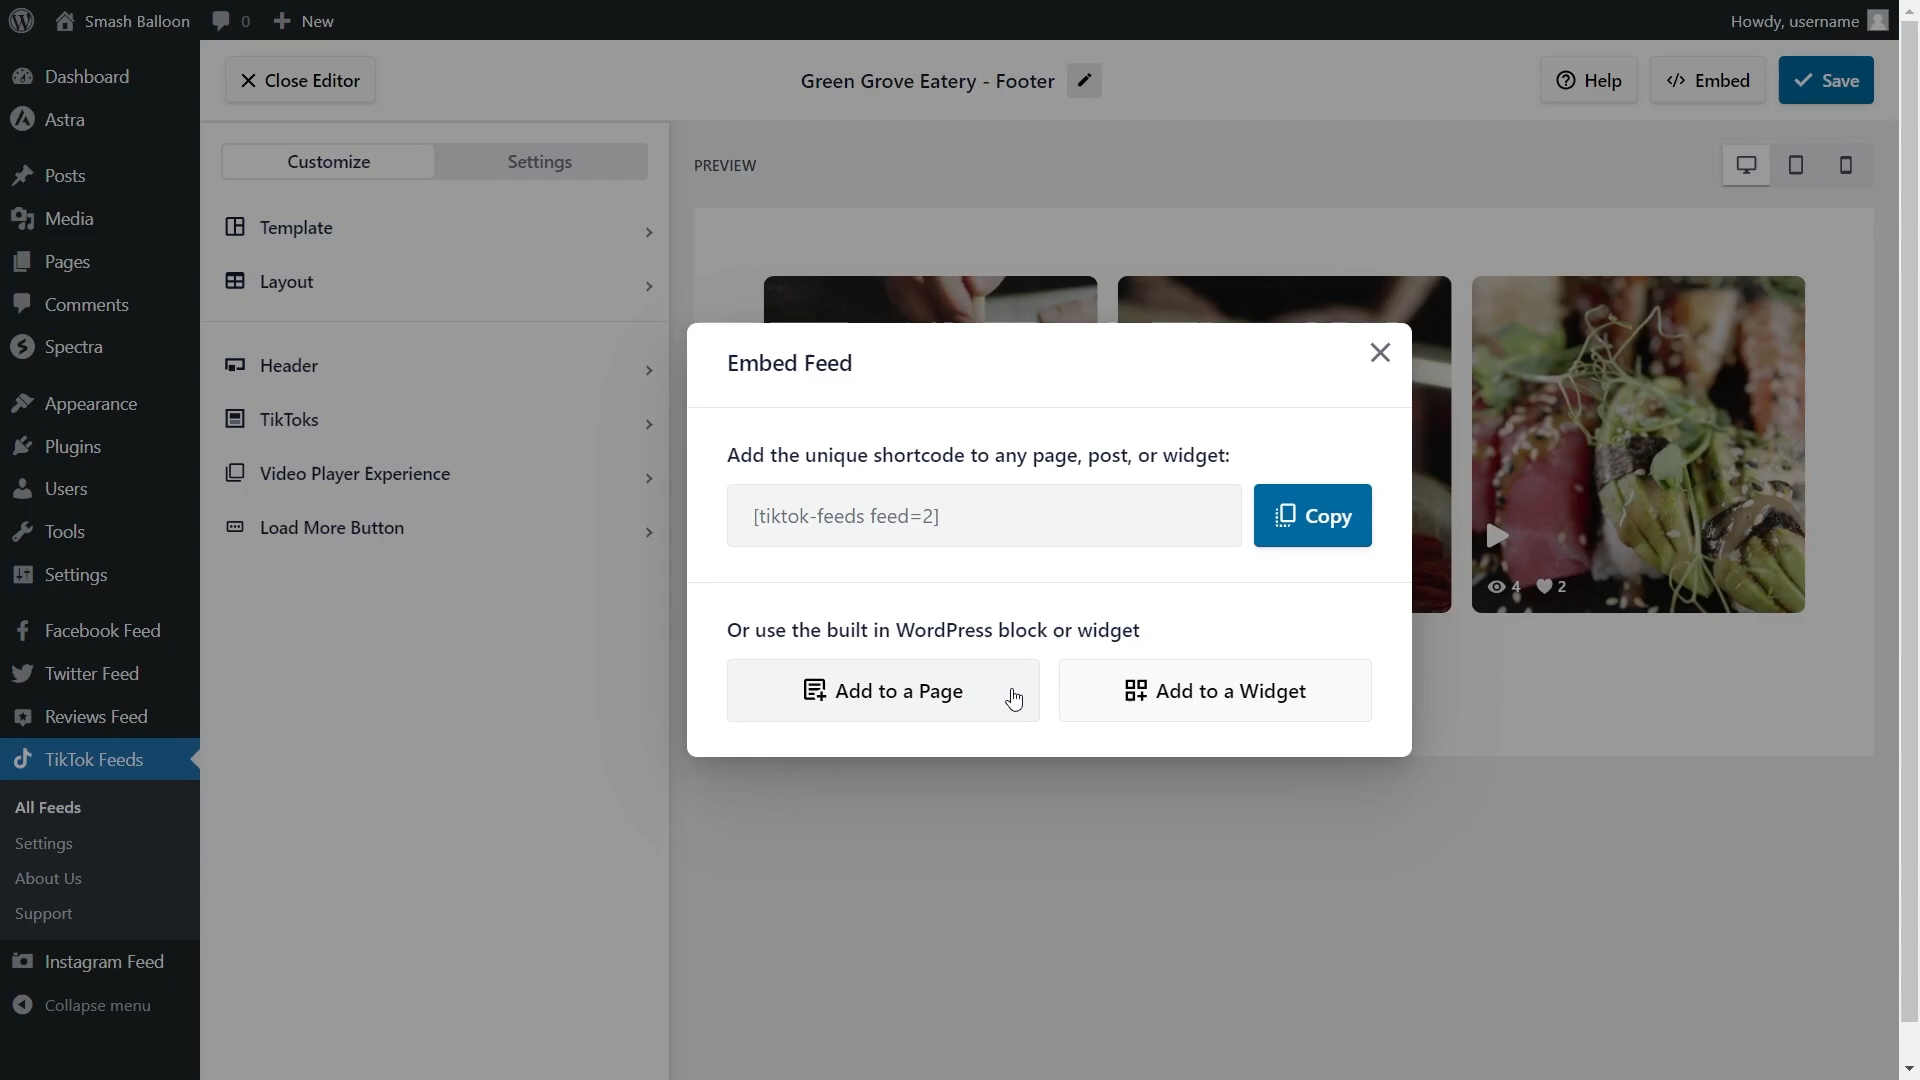 Smash Balloon 0 New Howdy, username
Dashboard
Astra
Posts
Media
Pages
Comments
Spectra
Appearance
Plugins
Users
Tools
Settings
Facebook Feed
Twitter Feed
Reviews Feed
TikTok Feeds
All Feeds
Settings
About Us
Support
Instagram Feed
Collapse menu
Close Editor
Green Grove Eatery - Footer
Help
Embed
Save
Customize Settings
Template
Layout
Header
TikToks
Video Player Experience
Load More Button
PREVIEW
4 2
Embed Feed
Add the unique shortcode to any page, post, or widget:
[tiktok-feeds feed=2]
Copy
Or use the built in WordPress block or widget
Add to a Page
Add to a Widget